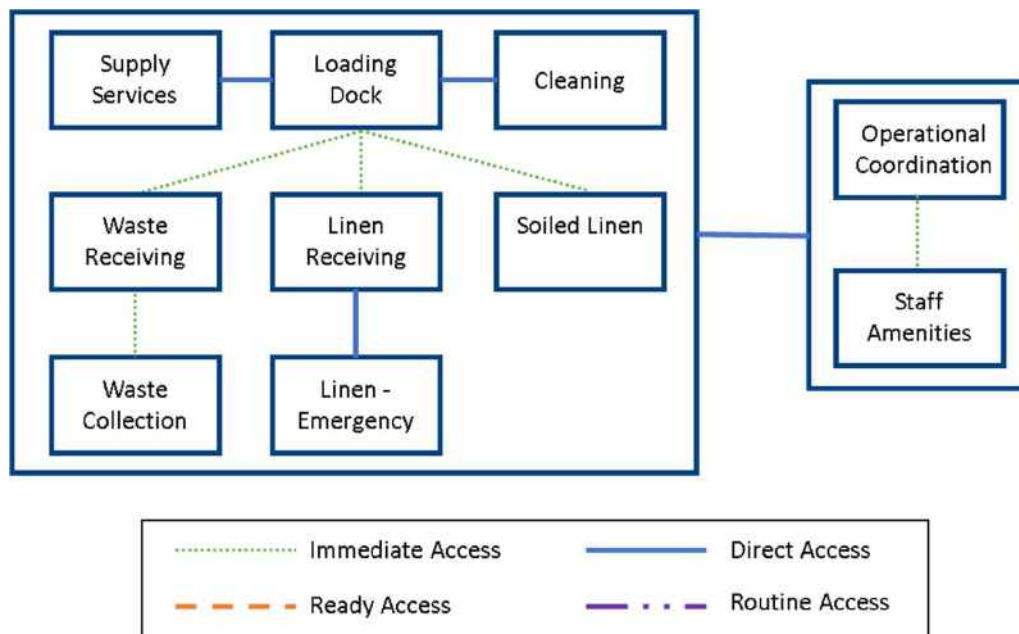 Supply
Services
Loading
Dock
Cleaning
Operational
Coordination
Waste
Receiving
Linen
Receiving
Soiled Linen
Staff
Amenities
Waste
Collection
Linen -
Emergency
Immediate Access
Direct Access
Ready Access
Routine Access